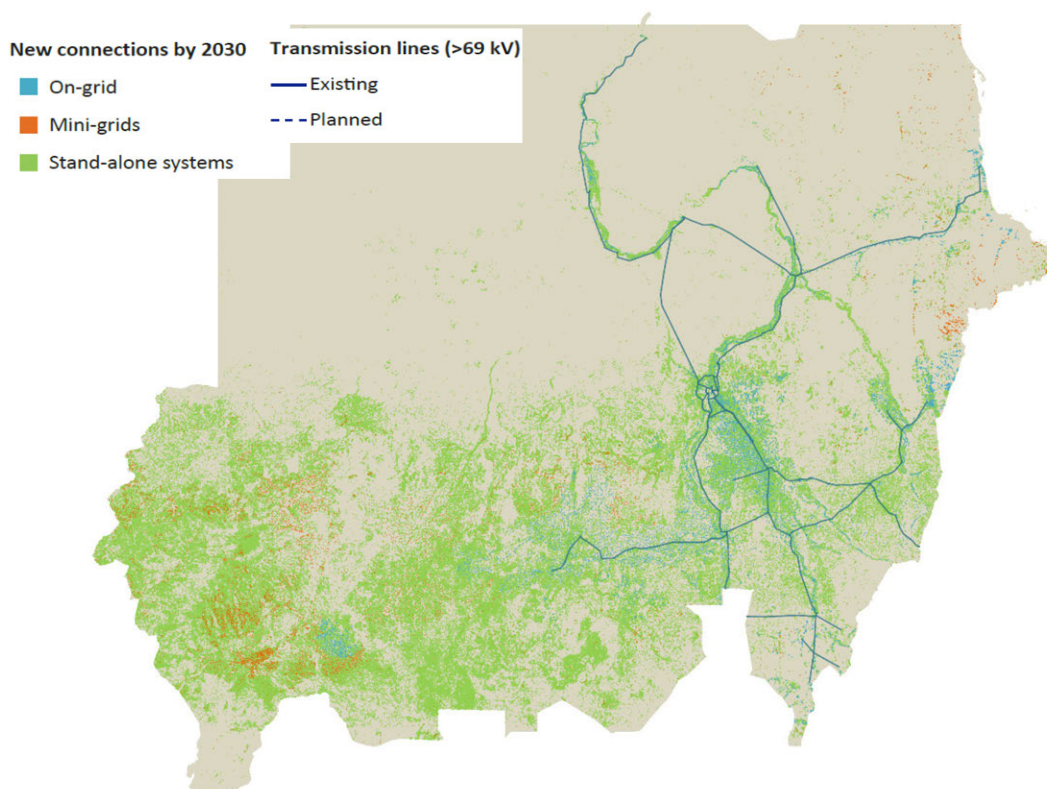 New connections by 2030
On-grid
Mini-grids
Stand-alone systems
Transmission lines (>69 kV)
Existing
Planned